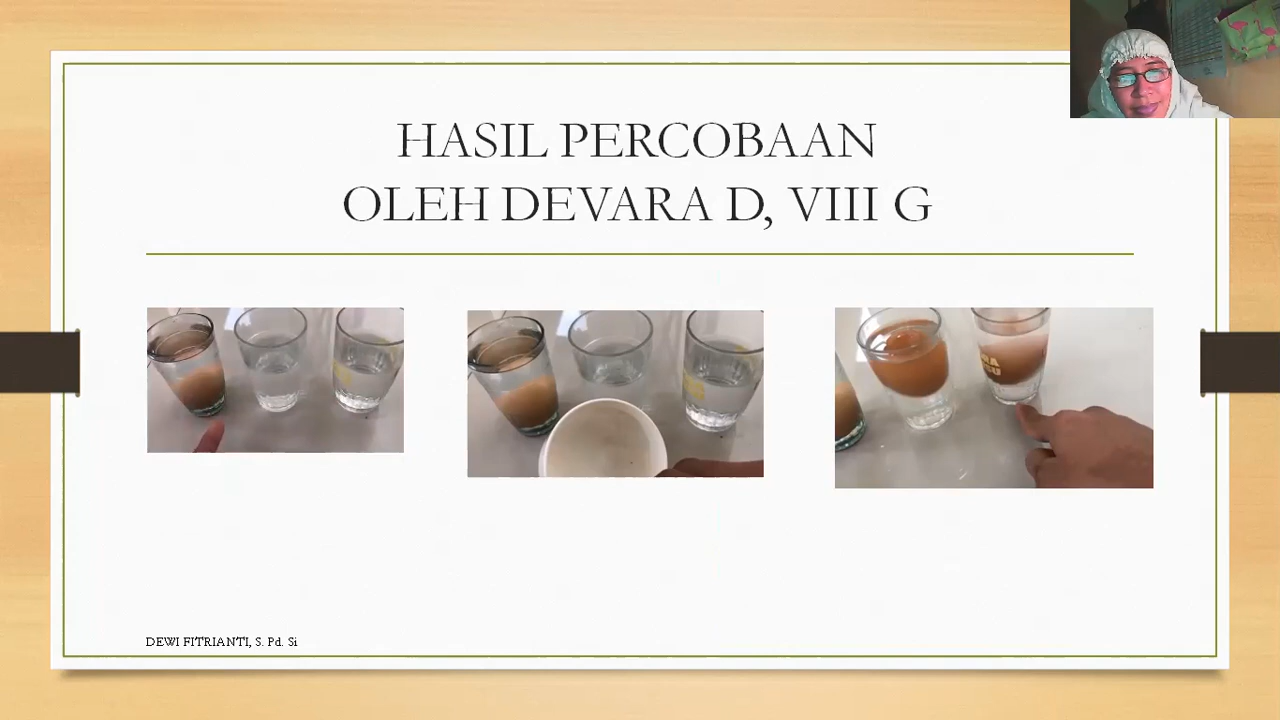 HASIL PERCOBAAN
OLEH DEVARA D, VIII G
DEWI FITRIANTI, S. Pd. Si